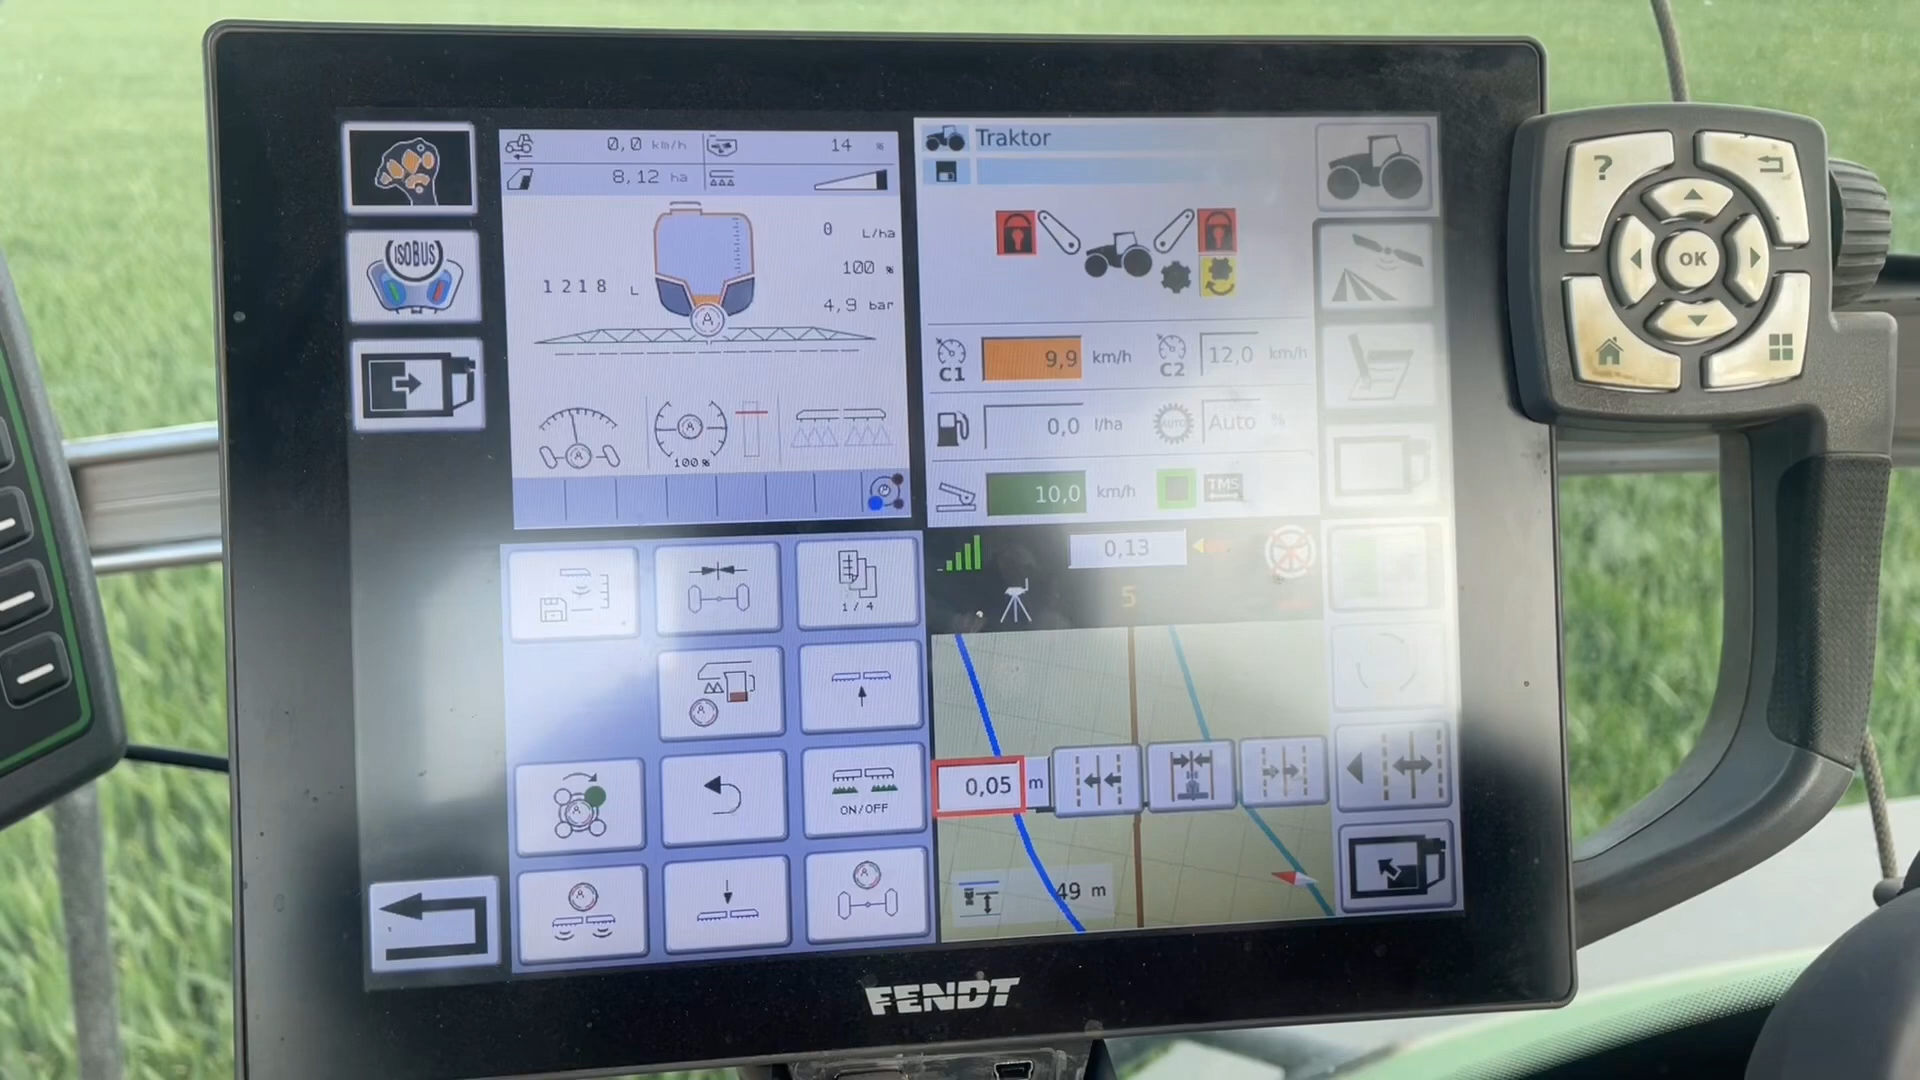 ISOBUS
0,0 km/h
14 %
8,12 ha
0 L/ha
100 %
1218 L
4,9 bar
A
A
A
100 %
Traktor
C1
9,9 km/h
C2
12,0 km/h
0,0 l/ha
AUTO
Auto %
10,0 km/h
TMS
0,13
5
1/4
A
ON/OFF
0,05 m
A
A
A
49 m
FENDT
?
OK